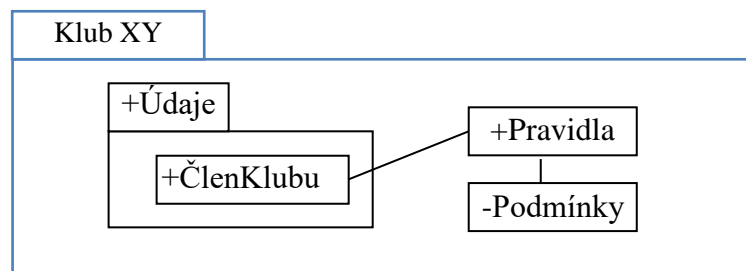 Klub XY
+Údaje
+Pravidla
+ČlenKlubu
-Podmínky